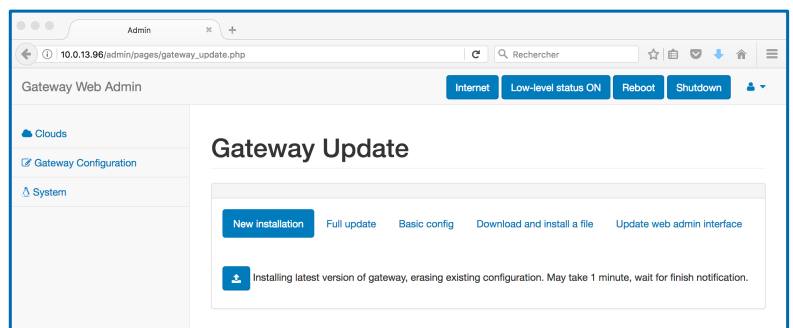 Admin
10.0.13.96/admin/pages/gateway_update.php
Rechercher
Gateway Web Admin
Internet
Low-level status ON
Reboot
Shutdown
Clouds
Gateway Configuration
System
Gateway Update
New installation
Full update
Basic config
Download and install a file
Update web admin interface
Installing latest version of gateway, erasing existing configuration. May take 1 minute, wait for finish notification.